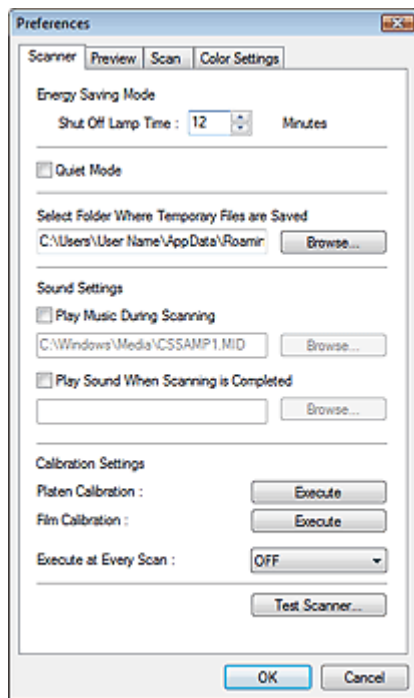 Preferences
Scanner Preview Scan Color Settings
Energy Saving Mode
Shut Off Lamp Time : 12 Minutes
Quiet Mode
Select Folder Where Temporary Files are Saved
C:\Users\User Name\AppData\Roamin Browse...
Sound Settings
Play Music During Scanning
C:\Windows\Media\CSSAMP1.MID Browse...
Play Sound When Scanning is Completed
Browse...
Calibration Settings
Platen Calibration : Execute
Film Calibration : Execute
Execute at Every Scan : OFF
Test Scanner...
OK Cancel